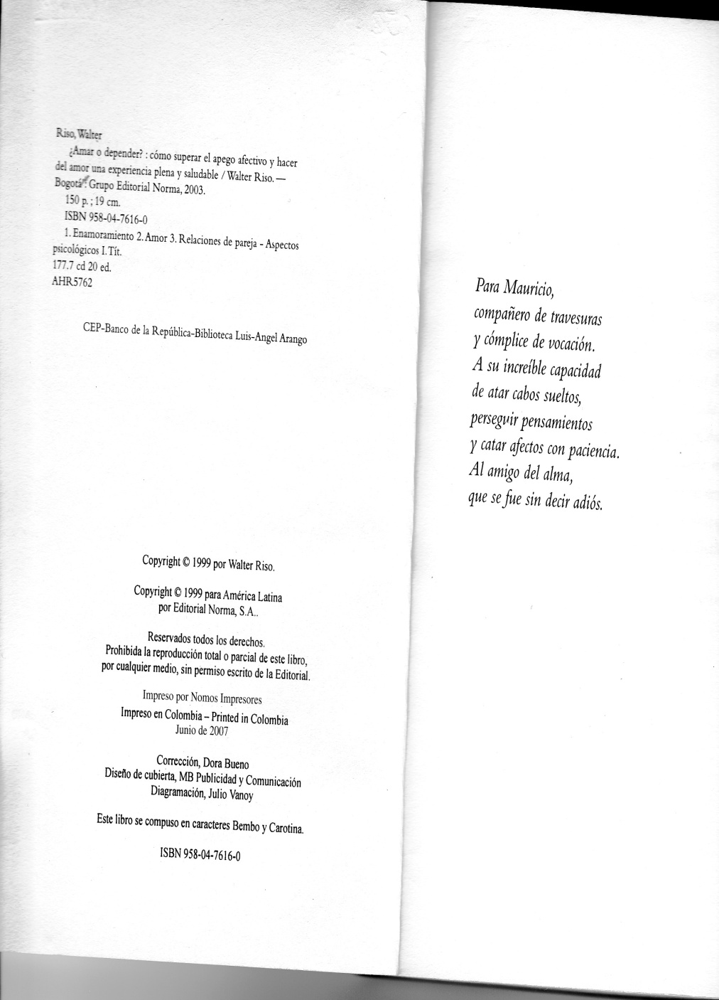 Riso, Walter
¿Amar o depender? : cómo superar el apego afectivo y hacer
del amor una experiencia plena y saludable / Walter Riso. —
Bogotá : Grupo Editorial Norma, 2003.
150 p. ; 19 cm.
ISBN 958-04-7616-0
1. Enamoramiento 2. Amor 3. Relaciones de pareja - Aspectos
psicológicos I. Tít.
177.7 cd 20 ed.
AHR5762
CEP-Banco de la República-Biblioteca Luis-Angel Arango
Copyright © 1999 por Walter Riso.
Copyright © 1999 para América Latina
por Editorial Norma, S.A..
Reservados todos los derechos.
Prohibida la reproducción total o parcial de este libro,
por cualquier medio, sin permiso escrito de la Editorial.
Impreso por Nomos Impresores
Impreso en Colombia – Printed in Colombia
Junio de 2007
Corrección, Dora Bueno
Diseño de cubierta, MB Publicidad y Comunicación
Diagramación, Julio Vanoy
Este libro se compuso en caracteres Bembo y Carotina.
ISBN 958-04-7616-0
Para Mauricio,
compañero de travesuras
y cómplice de vocación.
A su increíble capacidad
de atar cabos sueltos,
perseguir pensamientos
y catar afectos con paciencia.
Al amigo del alma,
que se fue sin decir adiós.